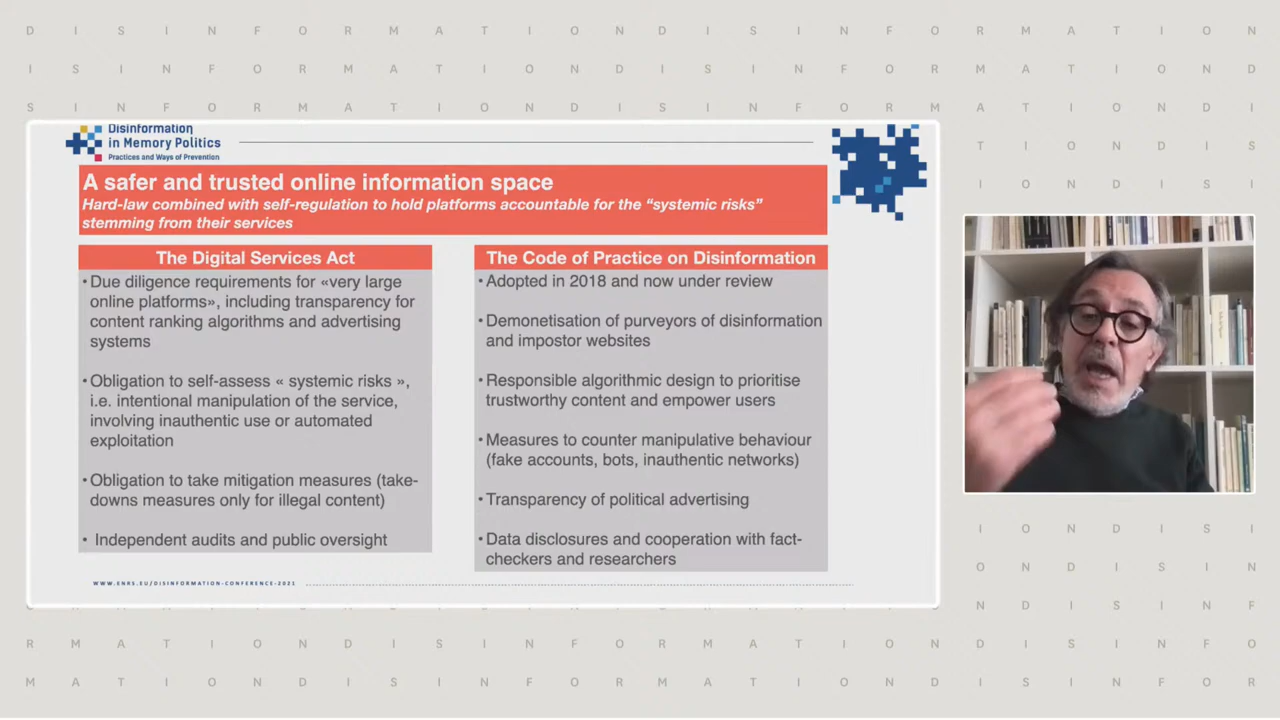 D I S I N F O R M A T I O N D I S I N F O R M A T I O N D I S I N F O R M A T I O N
I S I N F O R M A T I O N D I S I N F O R M A T I O N D I S I N F O R M A T I O N D
S I N F O R M A T I O N D I S I N F O R M A T I O N D I S I N F O R M A T I O N D I
T I O N D I S
I O N D I S I
Disinformation
in Memory Politics
Practices and Ways of Prevention
A safer and trusted online information space
Hard-law combined with self-regulation to hold platforms accountable for the “systemic risks”
stemming from their services
The Digital Services Act
• Due diligence requirements for «very large
online platforms», including transparency for
content ranking algorithms and advertising
systems
• Obligation to self-assess « systemic risks »,
i.e. intentional manipulation of the service,
involving inauthentic use or automated
exploitation
• Obligation to take mitigation measures (take-
downs measures only for illegal content)
• Independent audits and public oversight
The Code of Practice on Disinformation
• Adopted in 2018 and now under review
• Demonetisation of purveyors of disinformation
and impostor websites
• Responsible algorithmic design to prioritise
trustworthy content and empower users
• Measures to counter manipulative behaviour
(fake accounts, bots, inauthentic networks)
• Transparency of political advertising
• Data disclosures and cooperation with fact-
checkers and researchers
WWW.ENRS.EU/DISINFORMATION-CONFERENCE-2021
I O N D I S I
O N D I S I N
N D I S I N F
R M A T I O N D I S I N F O R M A T I O N D I S I N F O R M A T I O N D I S I N F O
M A T I O N D I S I N F O R M A T I O N D I S I N F O R M A T I O N D I S I N F O R